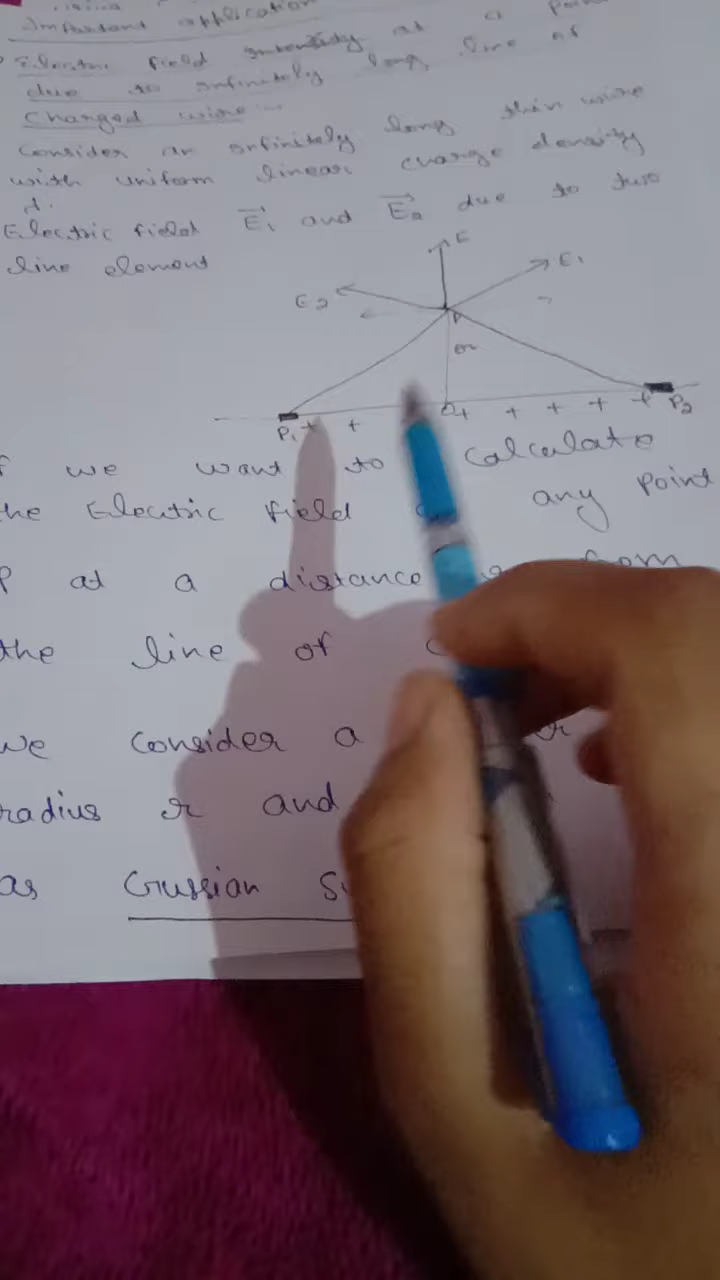 Important application
Electric field intensity at a
due to infinitely long line of
Charged wire
Consider an infinitely long thin wire
with uniform linear charge density
λ.
Electric field E₁ and E₂ due to two
line element
E
E₁
E₂
P
r
P₁ + + O + + + + + P₂
we want to calculate
the Electric field any point
P at a distance from
the line of
we consider a
radius r and
as Gussian